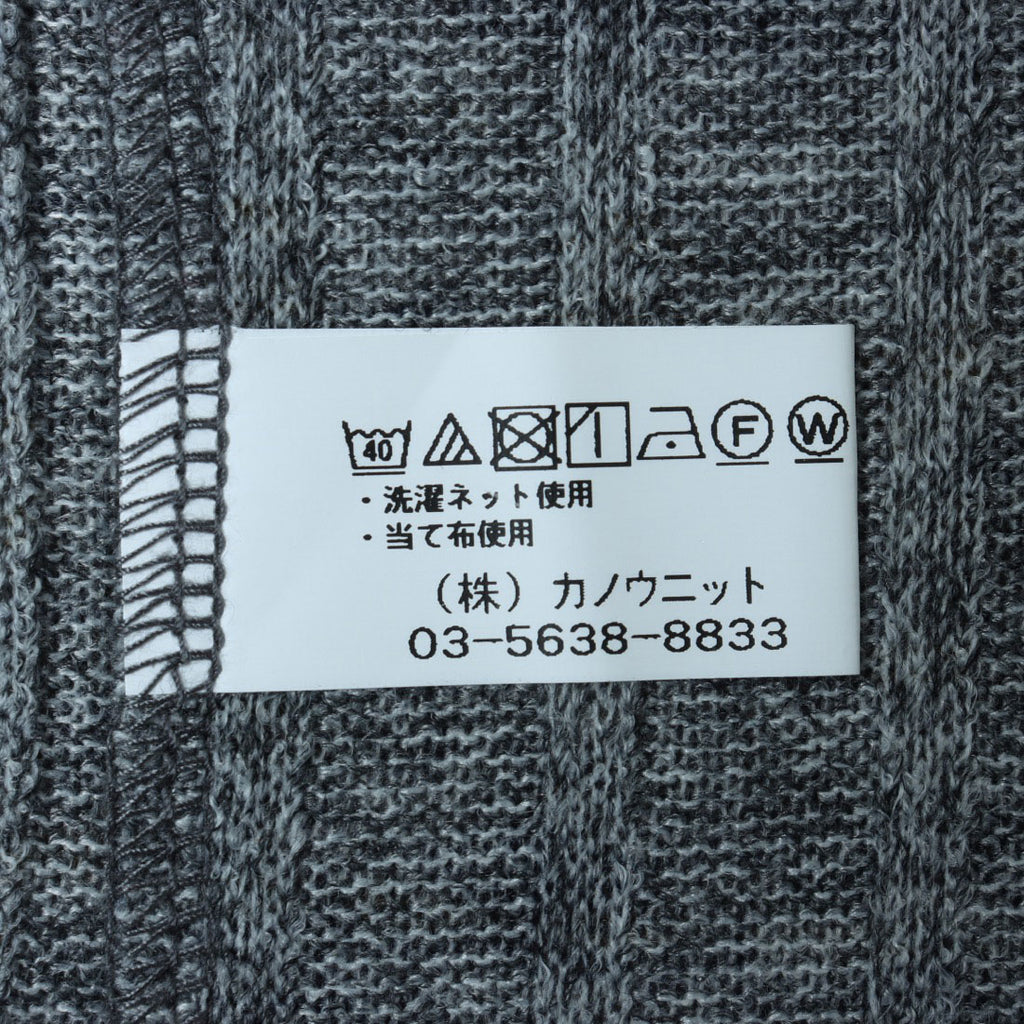 40 F W
・洗濯ネット使用
・当て布使用
(株) カノウニット
03-5638-8833